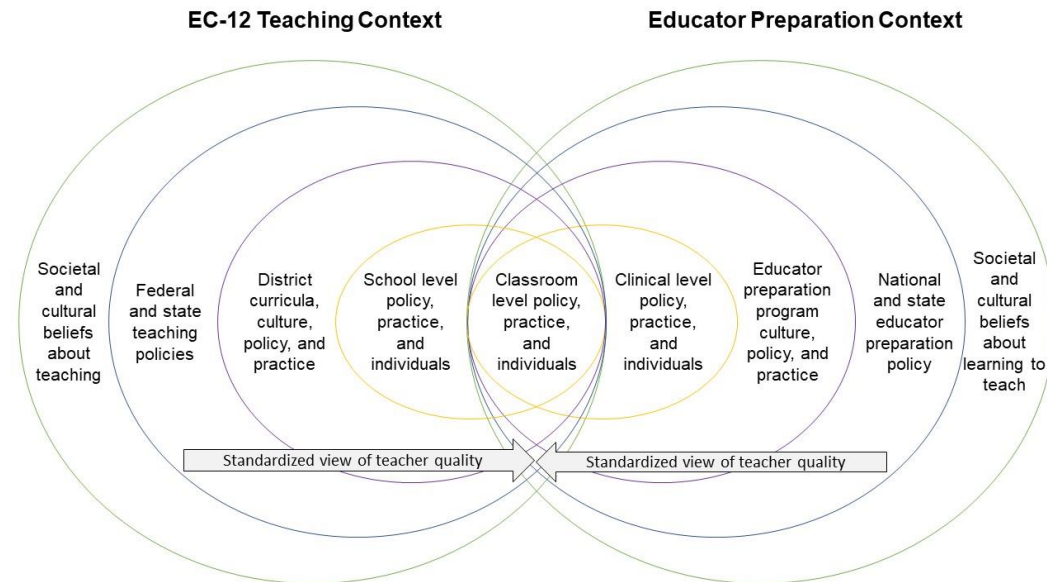 EC-12 Teaching Context
Educator Preparation Context
Societal
and
cultural
beliefs
about
teaching
Federal
and state
teaching
policies
District
curricula,
culture,
policy, and
practice
School level
policy,
practice,
and
individuals
Classroom
level policy,
practice,
and
individuals
Clinical level
policy,
practice,
and
individuals
Educator
preparation
program
culture,
policy, and
practice
National
and state
educator
preparation
policy
Societal
and
cultural
beliefs
about
learning to
teach
Standardized view of teacher quality
Standardized view of teacher quality